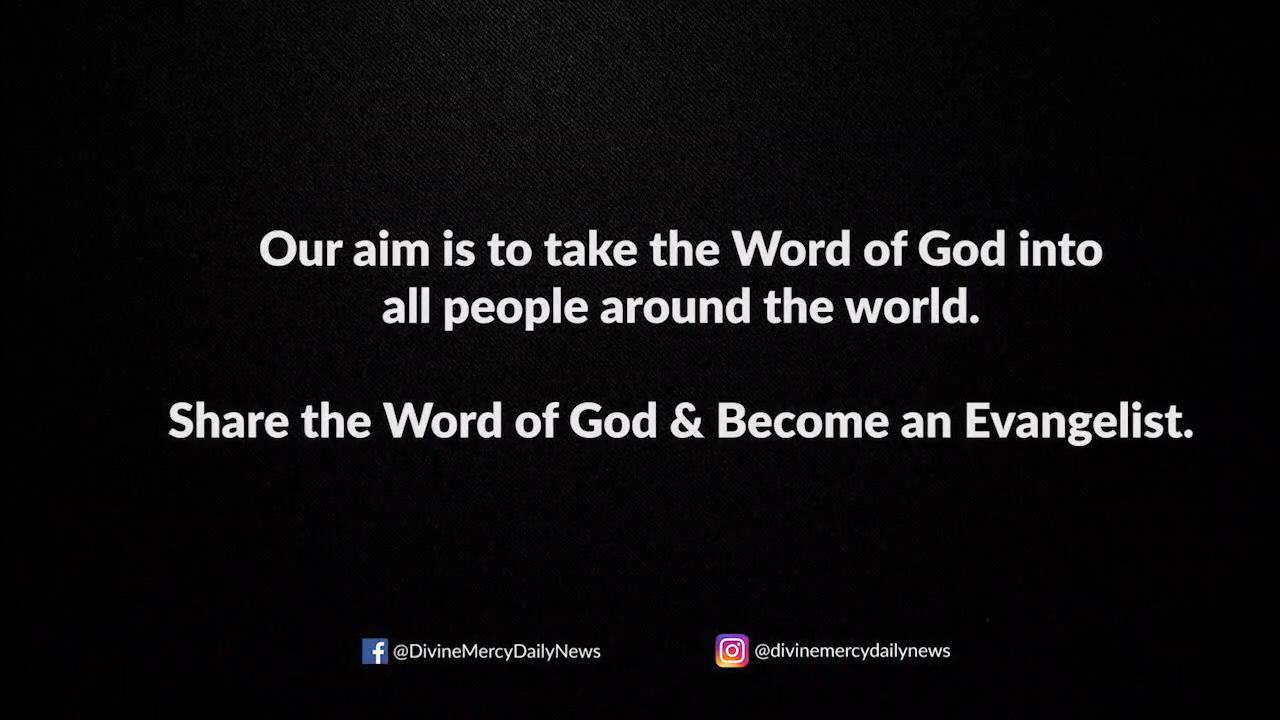 Our aim is to take the Word of God into
all people around the world.
Share the Word of God & Become an Evangelist.
@DivineMercyDailyNews
@divinemercydailynews